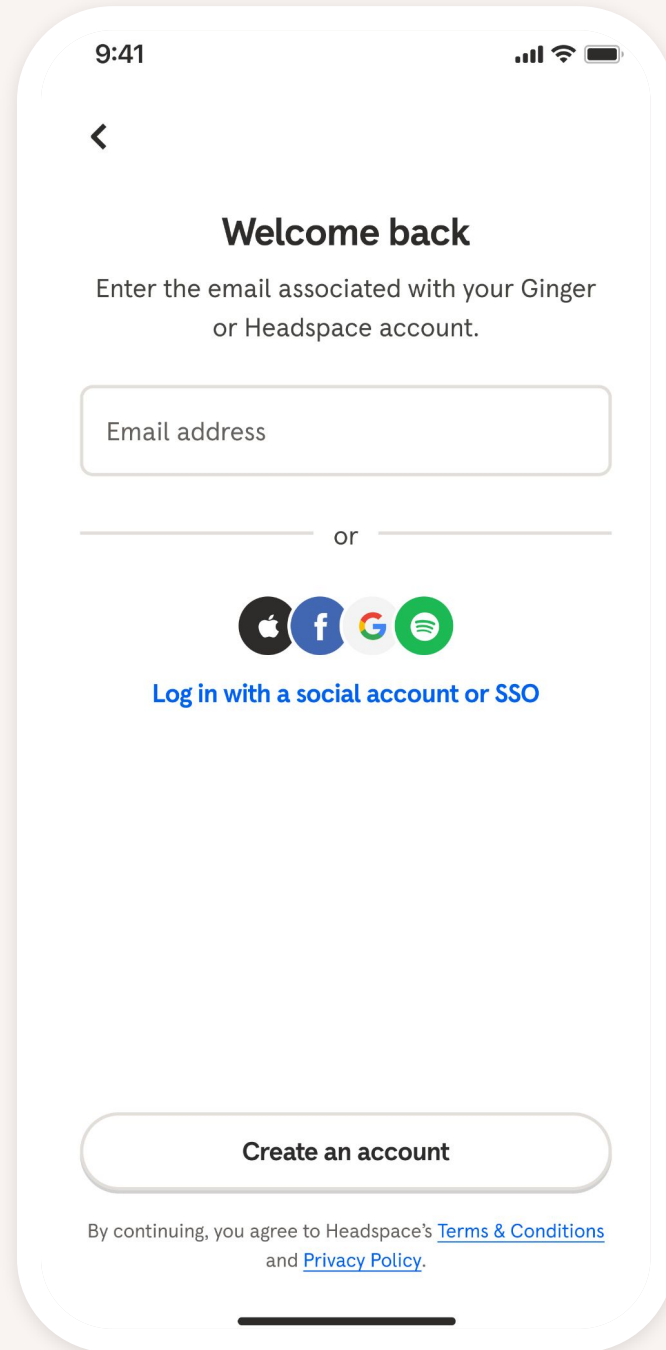 9:41
Welcome back
Enter the email associated with your Ginger
or Headspace account.
Email address
or
Log in with a social account or SSO
Create an account
By continuing, you agree to Headspace’s Terms & Conditions
and Privacy Policy.